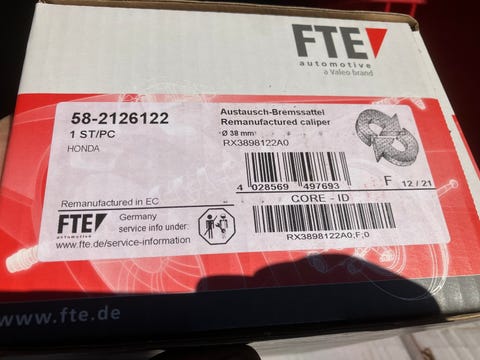 FTE
automotive
a Valeo brand
58-2126122
1 ST/PC
HONDA
Austausch-Bremssattel
Remanufactured caliper
Ø 38 mm
RX3898122A0
4 028569 497693
F 12/21
CORE - ID
RX3898122A0;F;0
Remanufactured in EC
FTE
automotive
Germany
service info under:
www.fte.de/service-information
www.fte.de